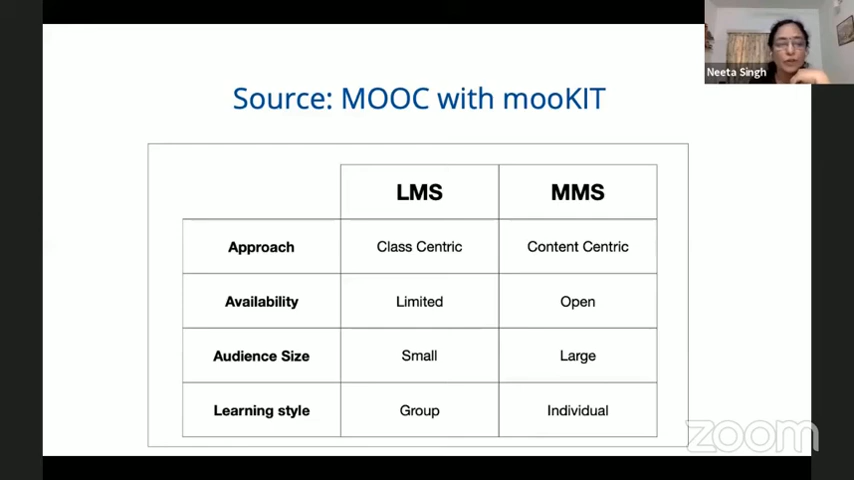 Neeta Singh
Source: MOOC with mooKIT
LMS MMS
Approach Class Centric Content Centric
Availability Limited Open
Audience Size Small Large
Learning style Group Individual
zoom